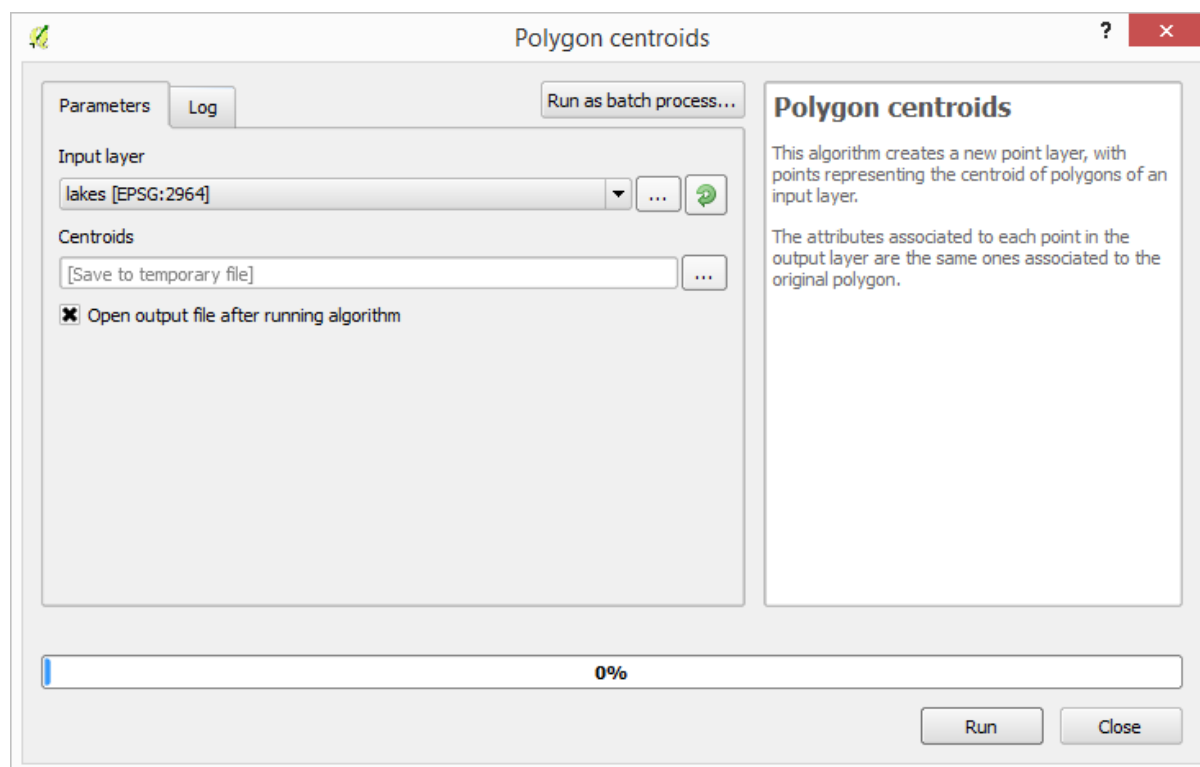 Polygon centroids
?
Parameters
Log
Run as batch process...
Input layer
lakes [EPSG:2964]
...
Centroids
[Save to temporary file]
...
Open output file after running algorithm
Polygon centroids
This algorithm creates a new point layer, with
points representing the centroid of polygons of an
input layer.
The attributes associated to each point in the
output layer are the same ones associated to the
original polygon.
0%
Run
Close